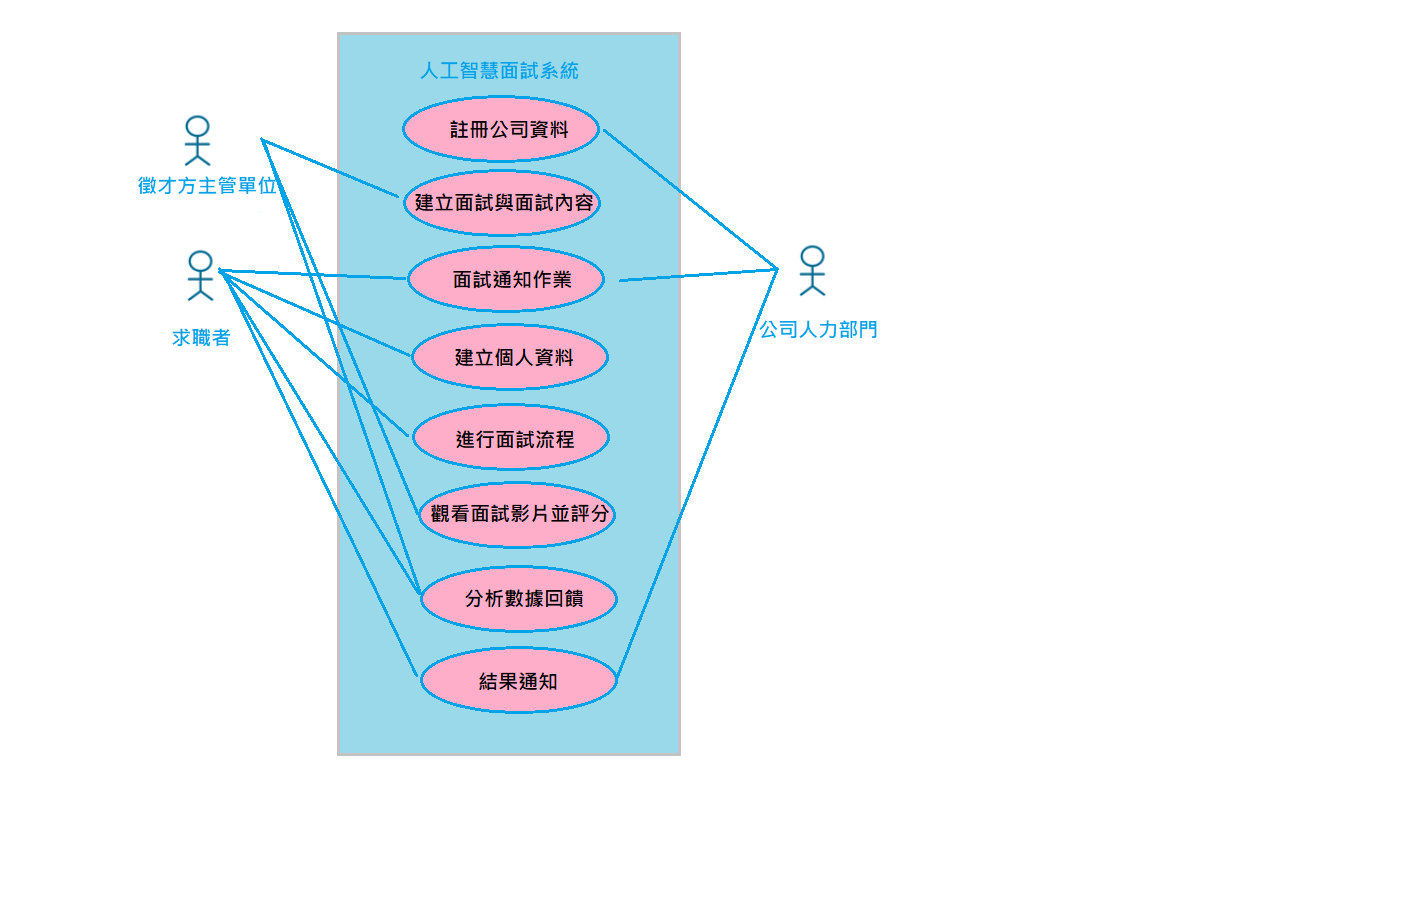 人工智慧面試系統
註冊公司資料
建立面試與面試內容
面試通知作業
建立個人資料
進行面試流程
觀看面試影片並評分
分析數據回饋
結果通知
徵才方主管單位
求職者
公司人力部門